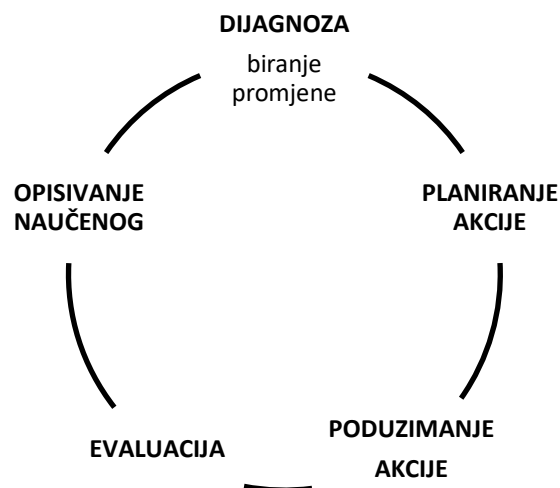 DIJAGNOZA
biranje
promjene
PLANIRANJE
AKCIJE
PODUZIMANJE
AKCIJE
EVALUACIJA
OPISIVANJE
NAUČENOG